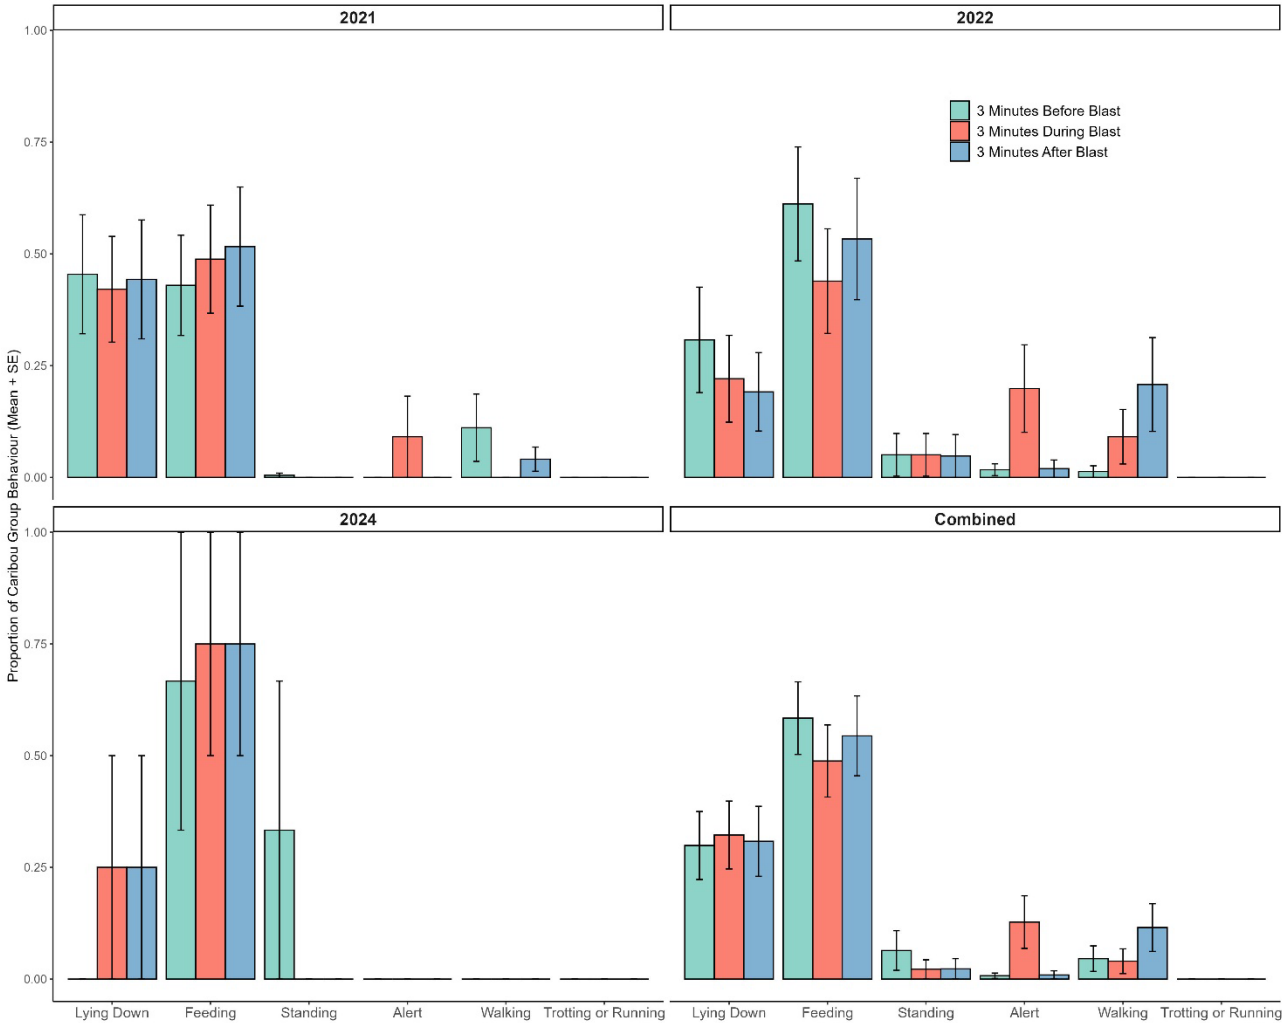 2021
2022
1.00
0.75
0.50
0.25
0.00
3 Minutes Before Blast
3 Minutes During Blast
3 Minutes After Blast
Proportion of Caribou Group Behaviour (Mean + SE)
2024
Combined
1.00
0.75
0.50
0.25
0.00
Lying Down Feeding Standing Alert Walking Trotting or Running
Lying Down Feeding Standing Alert Walking Trotting or Running